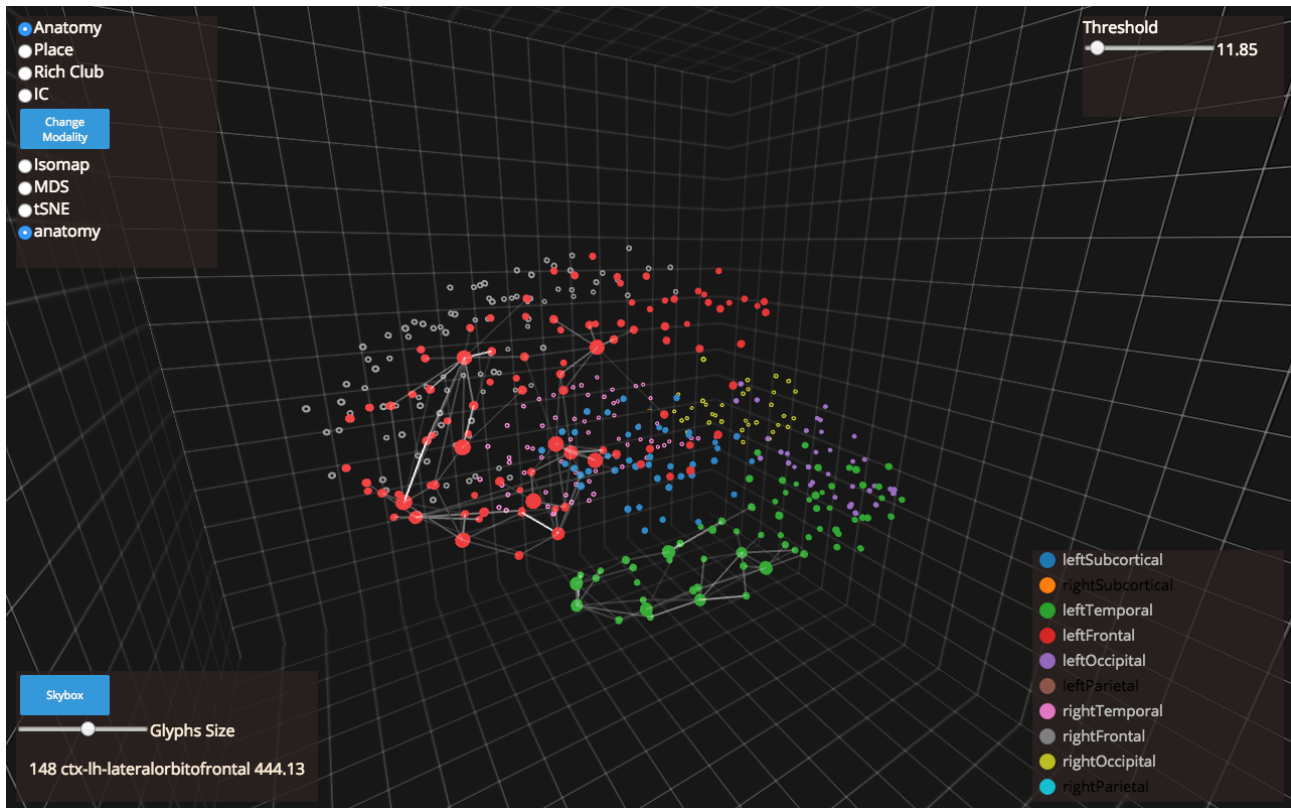 Anatomy
Place
Rich Club
IC
Change
Modality
Isomap
MDS
tSNE
anatomy
Threshold
11.85
leftSubcortical
rightSubcortical
leftTemporal
leftFrontal
leftOccipital
leftParietal
rightTemporal
rightFrontal
rightOccipital
rightParietal
Skybox
Glyphs Size
148 ctx-lh-lateralorbitofrontal 444.13